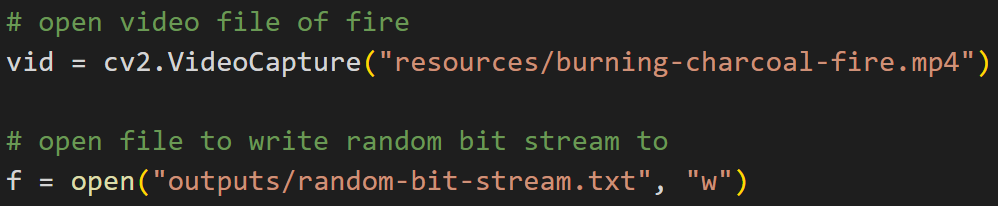 # open video file of fire
vid = cv2.VideoCapture("resources/burning-charcoal-fire.mp4")
# open file to write random bit stream to
f = open("outputs/random-bit-stream.txt", "w")